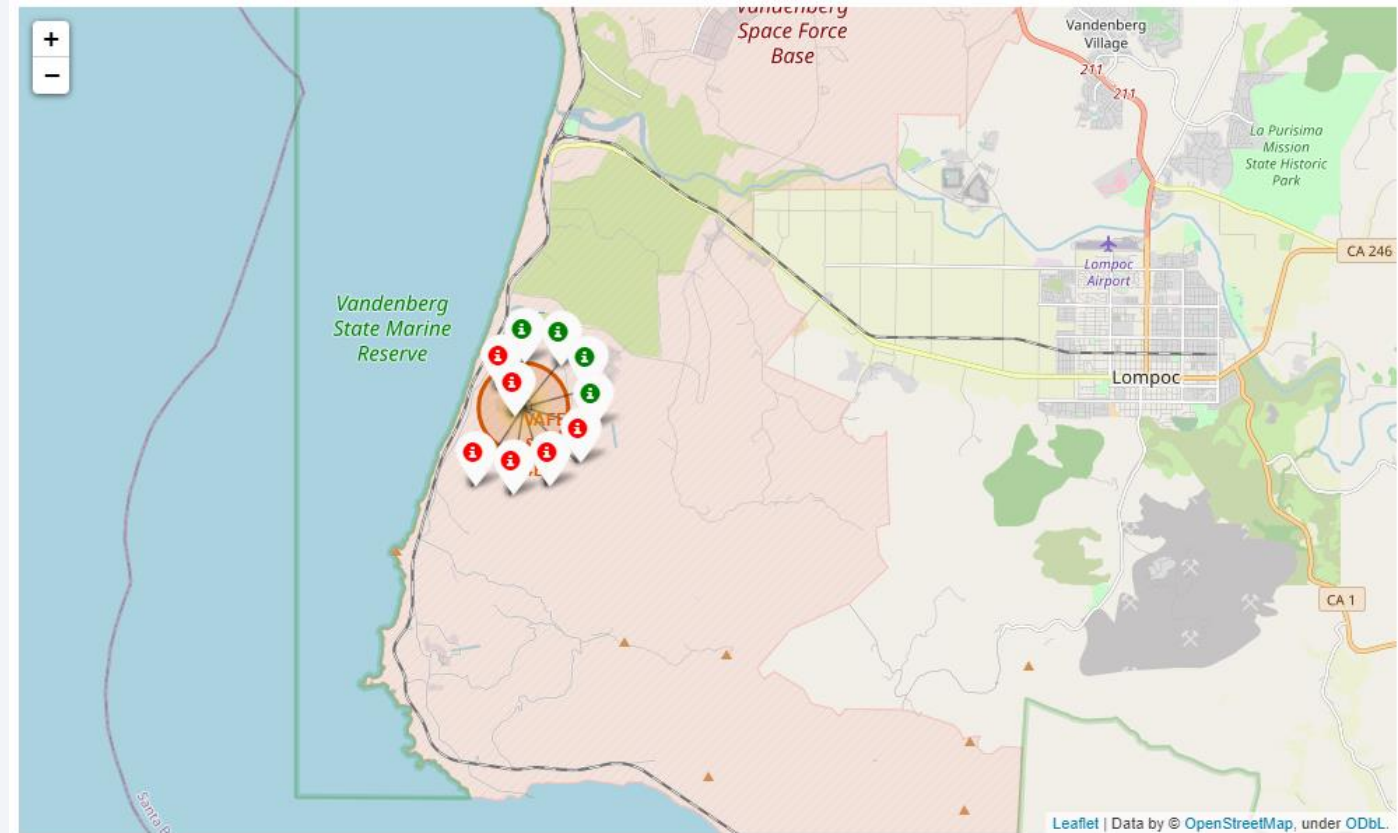 +
−
Vandenberg
Space Force
Base
Vandenberg
Village
211
211
La Purisima
Mission
State Historic
Park
CA 246
Lompoc
Airport
Vandenberg
State Marine
Reserve
Lompoc
CA 1
Leaflet | Data by © OpenStreetMap, under ODbL.